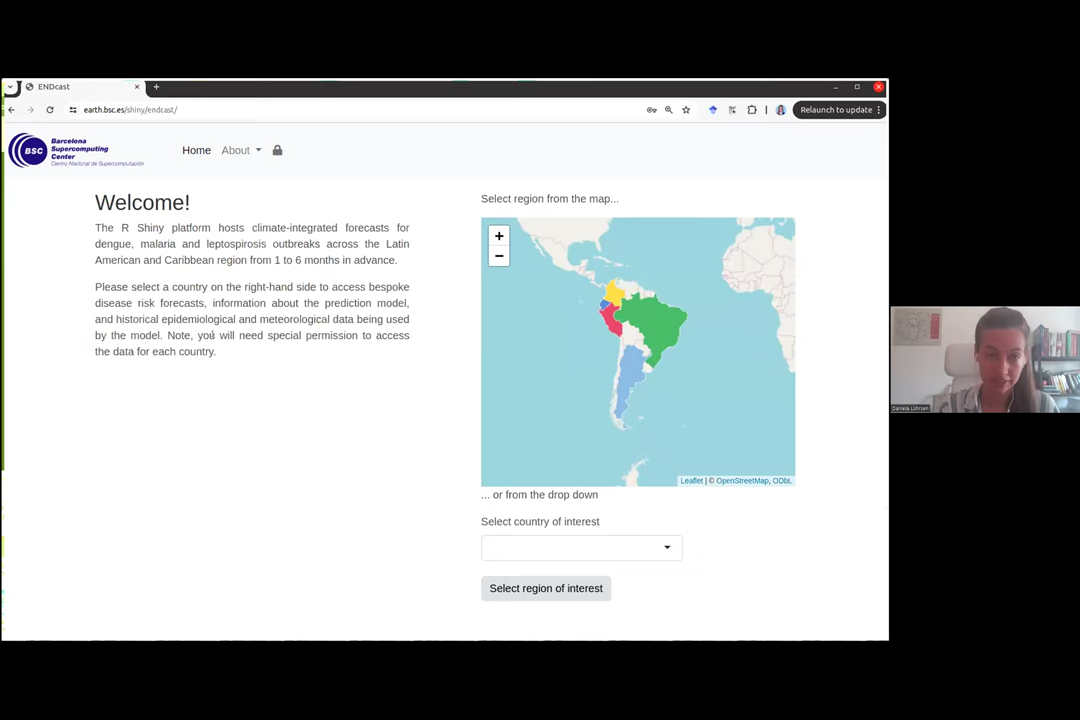 ENDcast
earth.bsc.es/shiny/endcast/
Relaunch to update
BSC
Barcelona
Supercomputing
Center
Centro Nacional de Supercomputación
Home
About
Welcome!
The R Shiny platform hosts climate-integrated forecasts for
dengue, malaria and leptospirosis outbreaks across the Latin
American and Caribbean region from 1 to 6 months in advance.
Please select a country on the right-hand side to access bespoke
disease risk forecasts, information about the prediction model,
and historical epidemiological and meteorological data being used
by the model. Note, you will need special permission to access
the data for each country.
Select region from the map...
+
−
Leaflet | © OpenStreetMap, ODbL
... or from the drop down
Select country of interest
Select region of interest
Daniela Lührsen